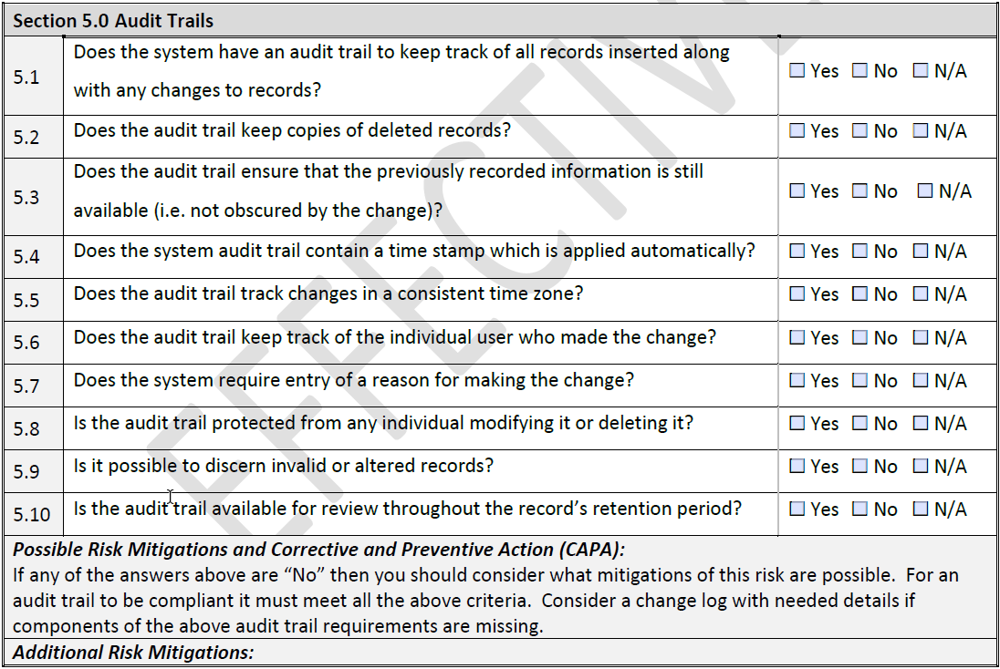 Section 5.0 Audit Trails
5.1 Does the system have an audit trail to keep track of all records inserted along
with any changes to records? ☐ Yes ☐ No ☐ N/A
5.2 Does the audit trail keep copies of deleted records? ☐ Yes ☐ No ☐ N/A
5.3 Does the audit trail ensure that the previously recorded information is still
available (i.e. not obscured by the change)? ☐ Yes ☐ No ☐ N/A
5.4 Does the system audit trail contain a time stamp which is applied automatically? ☐ Yes ☐ No ☐ N/A
5.5 Does the audit trail track changes in a consistent time zone? ☐ Yes ☐ No ☐ N/A
5.6 Does the audit trail keep track of the individual user who made the change? ☐ Yes ☐ No ☐ N/A
5.7 Does the system require entry of a reason for making the change? ☐ Yes ☐ No ☐ N/A
5.8 Is the audit trail protected from any individual modifying it or deleting it? ☐ Yes ☐ No ☐ N/A
5.9 Is it possible to discern invalid or altered records? ☐ Yes ☐ No ☐ N/A
5.10 Is the audit trail available for review throughout the record’s retention period? ☐ Yes ☐ No ☐ N/A
Possible Risk Mitigations and Corrective and Preventive Action (CAPA):
If any of the answers above are “No” then you should consider what mitigations of this risk are possible.  For an
audit trail to be compliant it must meet all the above criteria.  Consider a change log with needed details if
components of the above audit trail requirements are missing.
Additional Risk Mitigations:
EFFECTIV